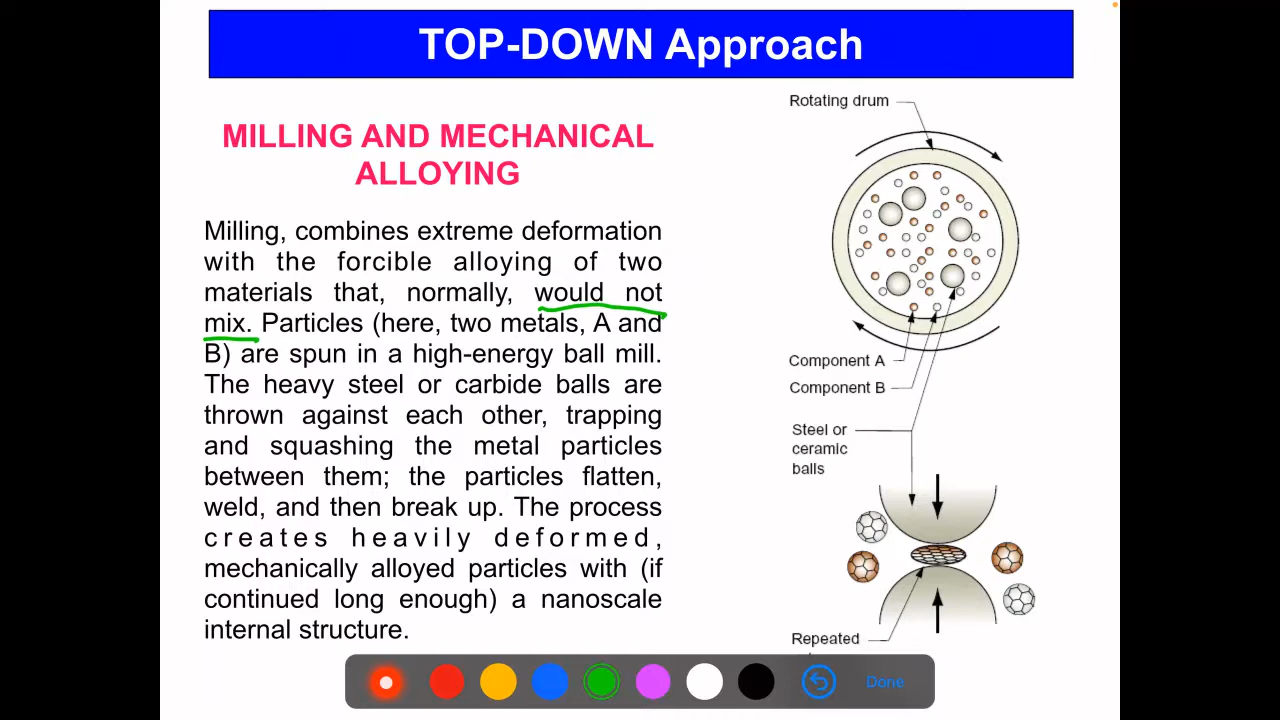 TOP-DOWN Approach
MILLING AND MECHANICAL
ALLOYING
Milling, combines extreme deformation
with the forcible alloying of two
materials that, normally, would not
mix. Particles (here, two metals, A and
B) are spun in a high-energy ball mill.
The heavy steel or carbide balls are
thrown against each other, trapping
and squashing the metal particles
between them; the particles flatten,
weld, and then break up. The process
creates heavily deformed,
mechanically alloyed particles with (if
continued long enough) a nanoscale
internal structure.
Rotating drum
Component A
Component B
Steel or
ceramic
balls
Repeated
Done